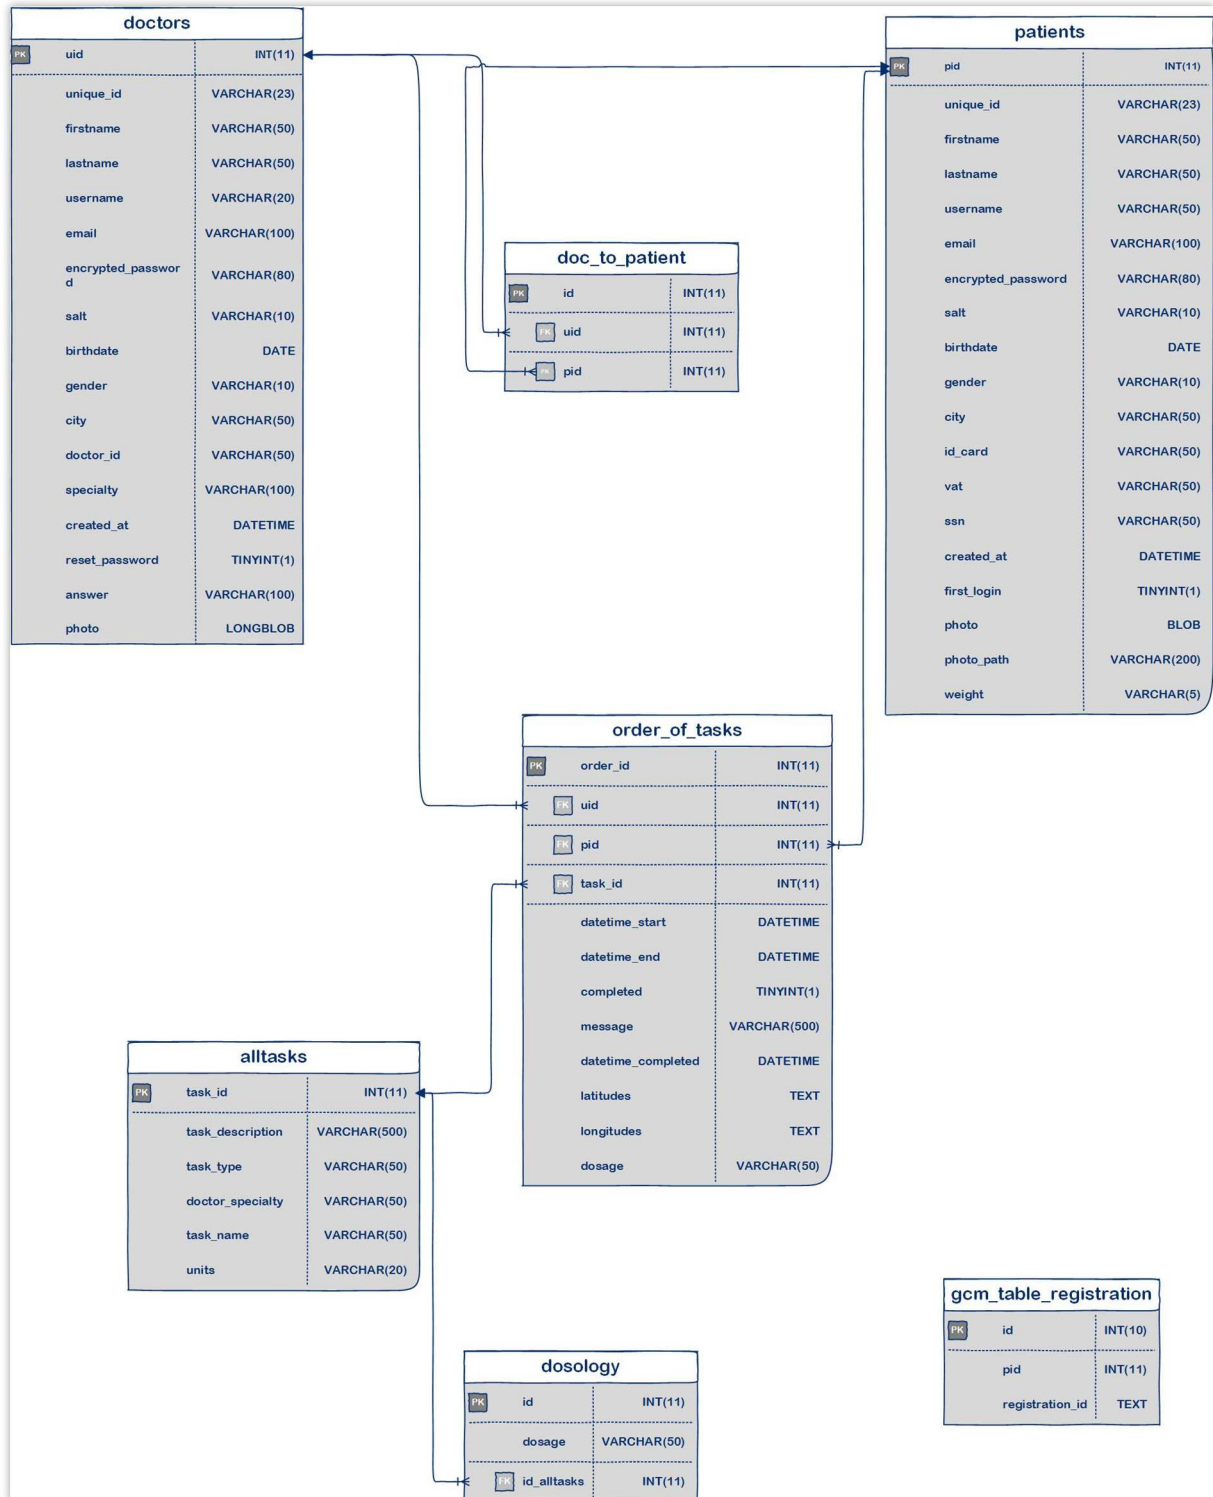 doctors
PK uid INT(11)
unique_id VARCHAR(23)
firstname VARCHAR(50)
lastname VARCHAR(50)
username VARCHAR(20)
email VARCHAR(100)
encrypted_passwor
d VARCHAR(80)
salt VARCHAR(10)
birthdate DATE
gender VARCHAR(10)
city VARCHAR(50)
doctor_id VARCHAR(50)
specialty VARCHAR(100)
created_at DATETIME
reset_password TINYINT(1)
answer VARCHAR(100)
photo LONGBLOB
patients
PK pid INT(11)
unique_id VARCHAR(23)
firstname VARCHAR(50)
lastname VARCHAR(50)
username VARCHAR(50)
email VARCHAR(100)
encrypted_password VARCHAR(80)
salt VARCHAR(10)
birthdate DATE
gender VARCHAR(10)
city VARCHAR(50)
id_card VARCHAR(50)
vat VARCHAR(50)
ssn VARCHAR(50)
created_at DATETIME
first_login TINYINT(1)
photo BLOB
photo_path VARCHAR(200)
weight VARCHAR(5)
doc_to_patient
PK id INT(11)
FK uid INT(11)
FK pid INT(11)
order_of_tasks
PK order_id INT(11)
FK uid INT(11)
FK pid INT(11)
FK task_id INT(11)
datetime_start DATETIME
datetime_end DATETIME
completed TINYINT(1)
message VARCHAR(500)
datetime_completed DATETIME
latitudes TEXT
longitudes TEXT
dosage VARCHAR(50)
alltasks
PK task_id INT(11)
task_description VARCHAR(500)
task_type VARCHAR(50)
doctor_specialty VARCHAR(50)
task_name VARCHAR(50)
units VARCHAR(20)
gcm_table_registration
PK id INT(10)
pid INT(11)
registration_id TEXT
dosology
PK id INT(11)
dosage VARCHAR(50)
FK id_alltasks INT(11)